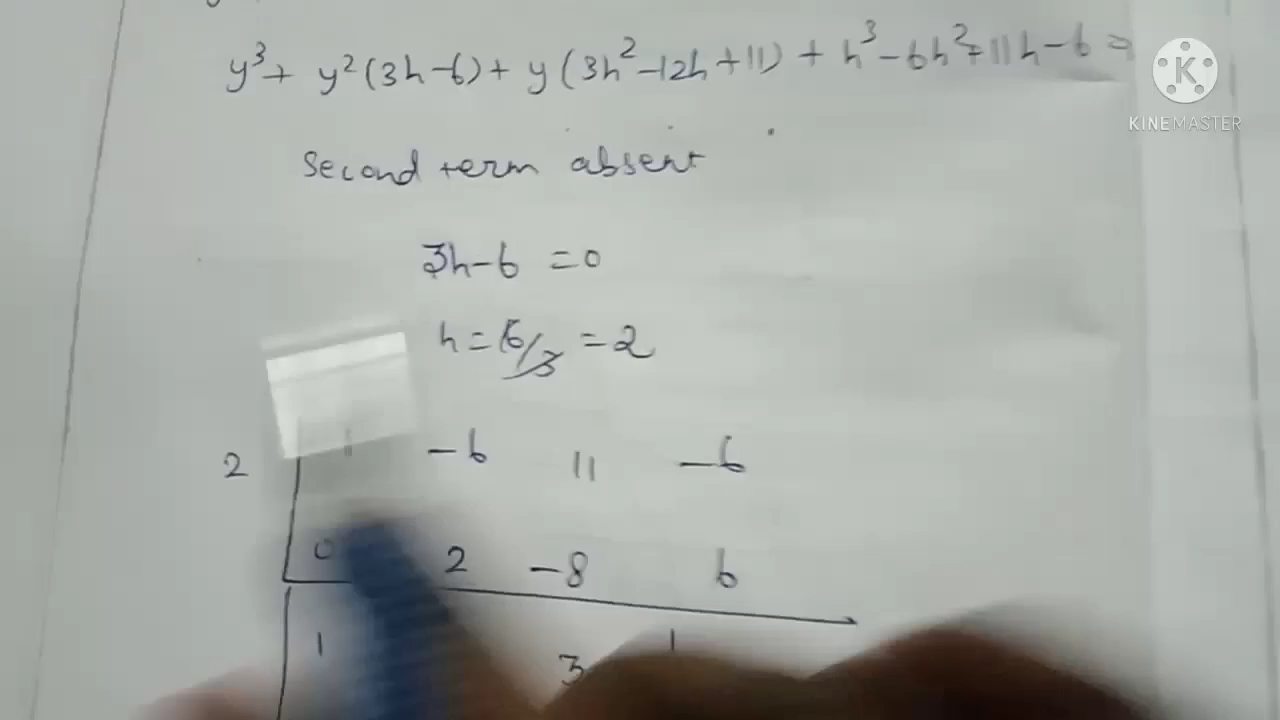 y³ + y²(3h-6) + y(3h²-12h+11) + h³-6h²+11h-6 =
K
KINEMASTER
Second term absent
3h-6 = 0
h = 6/3 = 2
2 1 -6 11 -6
0 2 -8 6
1 3